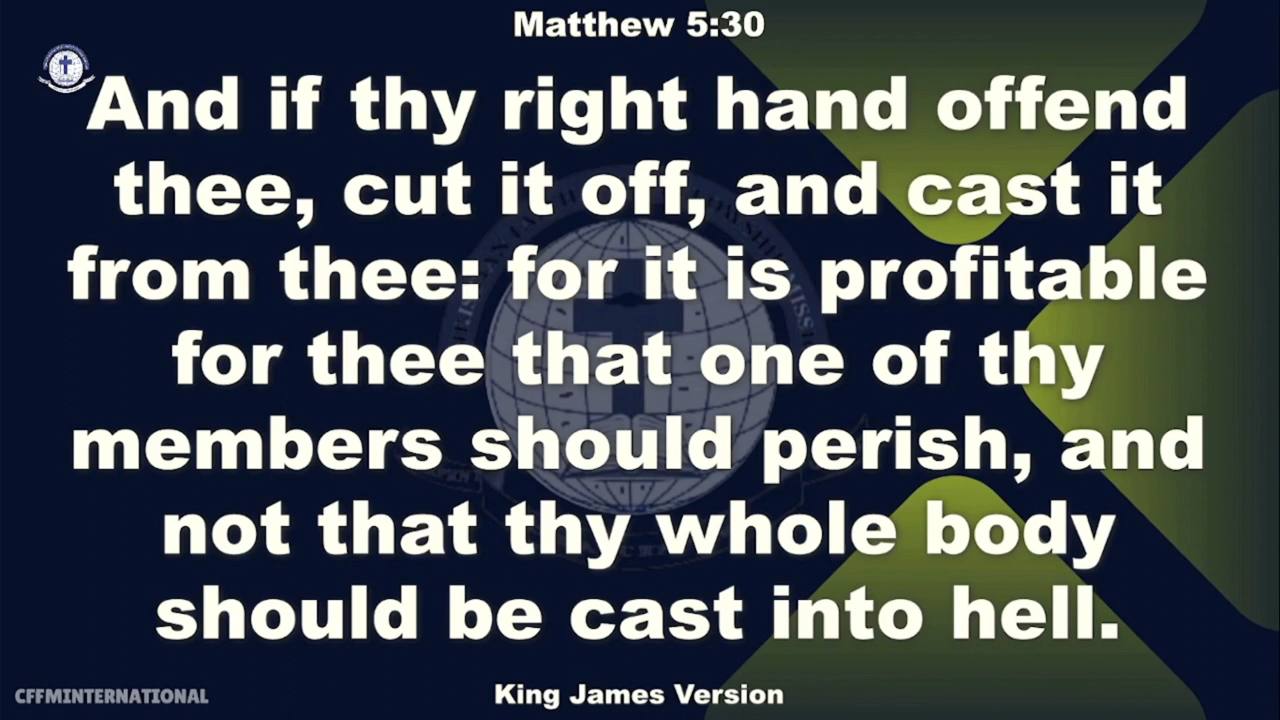 Matthew 5:30
And if thy right hand offend
thee, cut it off, and cast it
from thee: for it is profitable
for thee that one of thy
members should perish, and
not that thy whole body
should be cast into hell.
CFFMINTERNATIONAL
King James Version